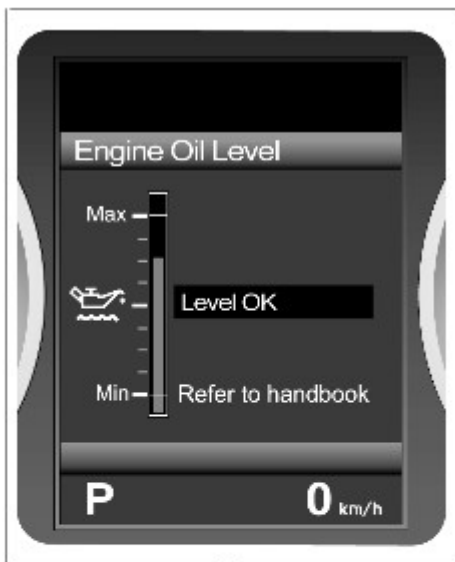 Engine Oil Level
Max
Level OK
Min
Refer to handbook
P
0 km/h